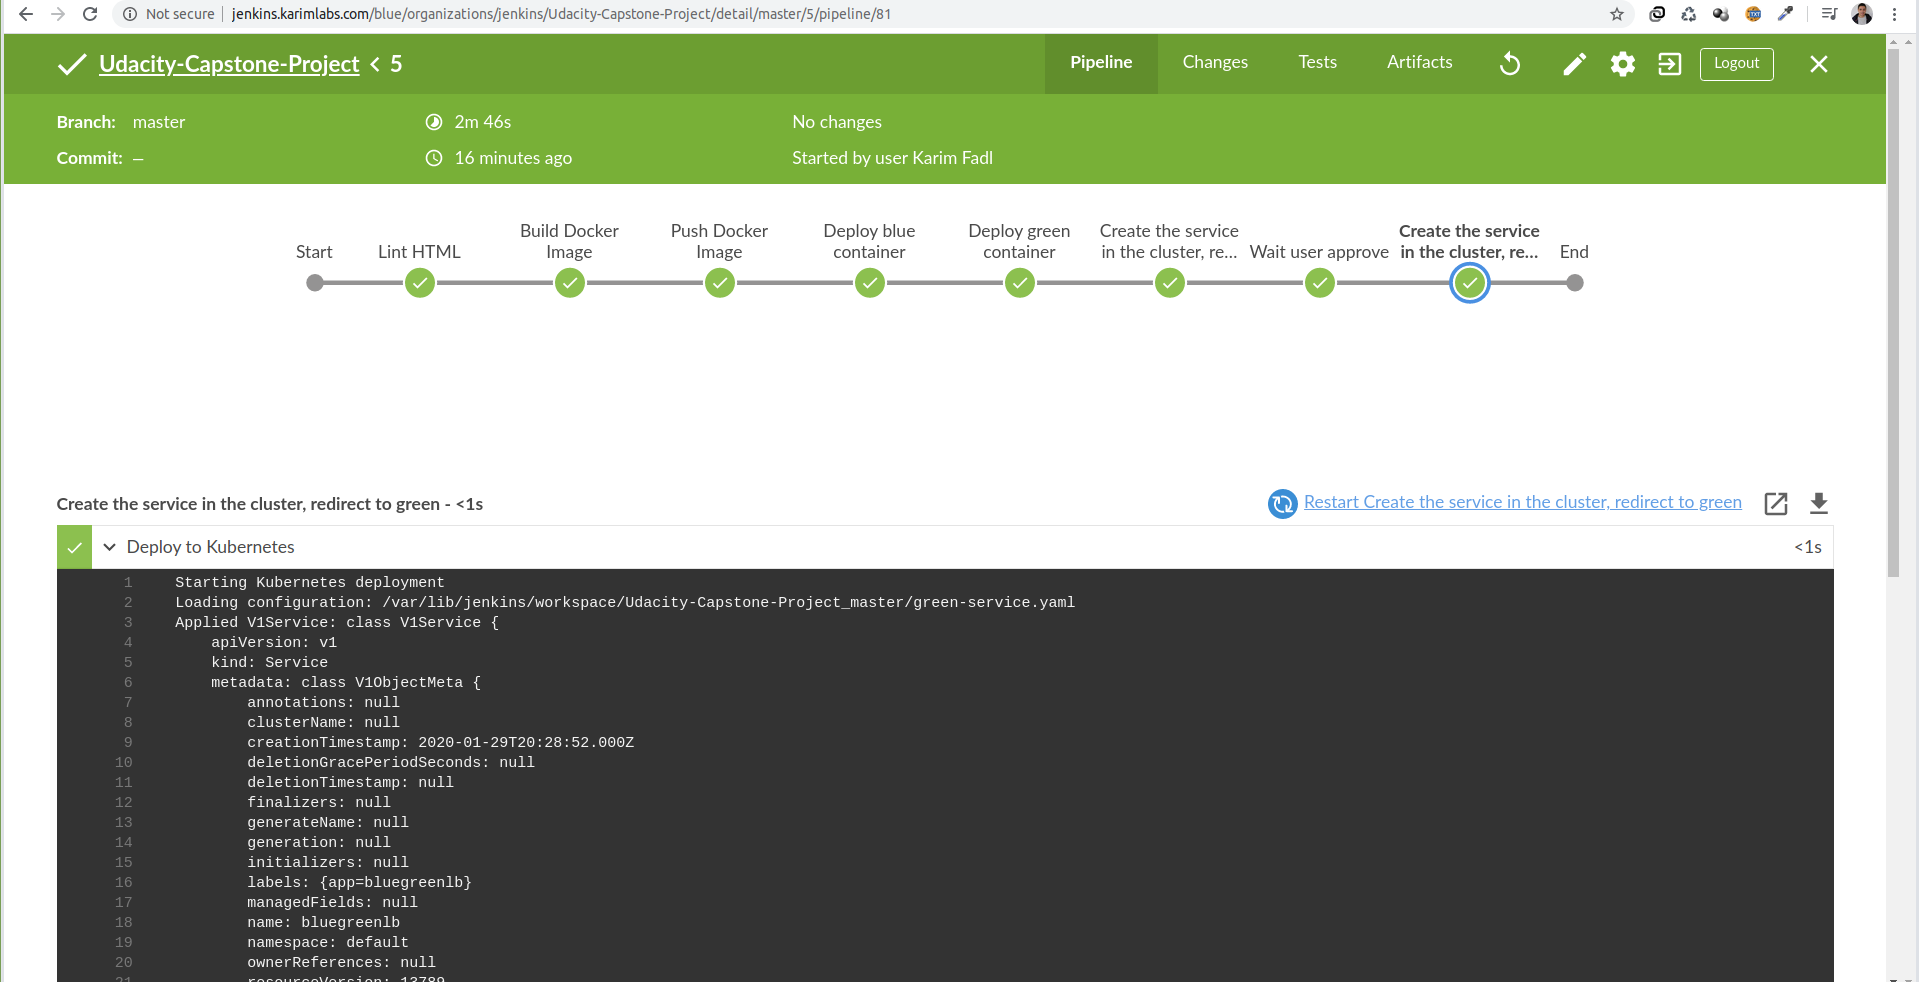 Not secure | jenkins.karimlabs.com/blue/organizations/jenkins/Udacity-Capstone-Project/detail/master/5/pipeline/81
Udacity-Capstone-Project < 5
Pipeline Changes Tests Artifacts Logout
Branch: master 2m 46s No changes
Commit: — 16 minutes ago Started by user Karim Fadl
Start
Lint HTML
Build Docker
Image
Push Docker
Image
Deploy blue
container
Deploy green
container
Create the service
in the cluster, re...
Wait user approve
Create the service
in the cluster, re...
End
Create the service in the cluster, redirect to green - <1s
Restart Create the service in the cluster, redirect to green
Deploy to Kubernetes <1s
1 Starting Kubernetes deployment
2 Loading configuration: /var/lib/jenkins/workspace/Udacity-Capstone-Project_master/green-service.yaml
3 Applied V1Service: class V1Service {
4 apiVersion: v1
5 kind: Service
6 metadata: class V1ObjectMeta {
7 annotations: null
8 clusterName: null
9 creationTimestamp: 2020-01-29T20:28:52.000Z
10 deletionGracePeriodSeconds: null
11 deletionTimestamp: null
12 finalizers: null
13 generateName: null
14 generation: null
15 initializers: null
16 labels: {app=bluegreenlb}
17 managedFields: null
18 name: bluegreenlb
19 namespace: default
20 ownerReferences: null
21 resourceVersion: 13789